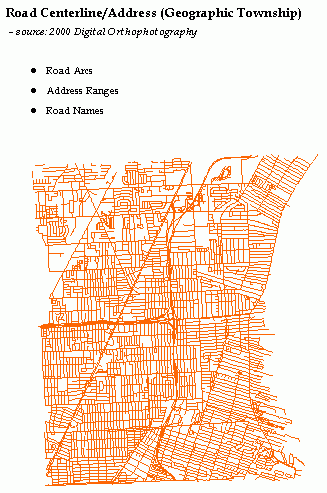 Road Centerline/Address (Geographic Township)
- source: 2000 Digital Orthophotography
• Road Arcs
• Address Ranges
• Road Names